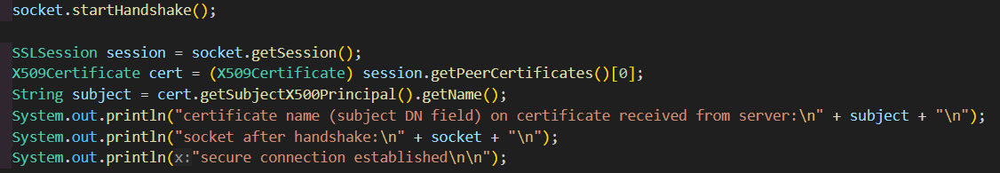 socket.startHandshake();
SSLSession session = socket.getSession();
X509Certificate cert = (X509Certificate) session.getPeerCertificates()[0];
String subject = cert.getSubjectX500Principal().getName();
System.out.println("certificate name (subject DN field) on certificate received from server:\n" + subject + "\n");
System.out.println("socket after handshake:\n" + socket + "\n");
System.out.println(x:"secure connection established\n\n");